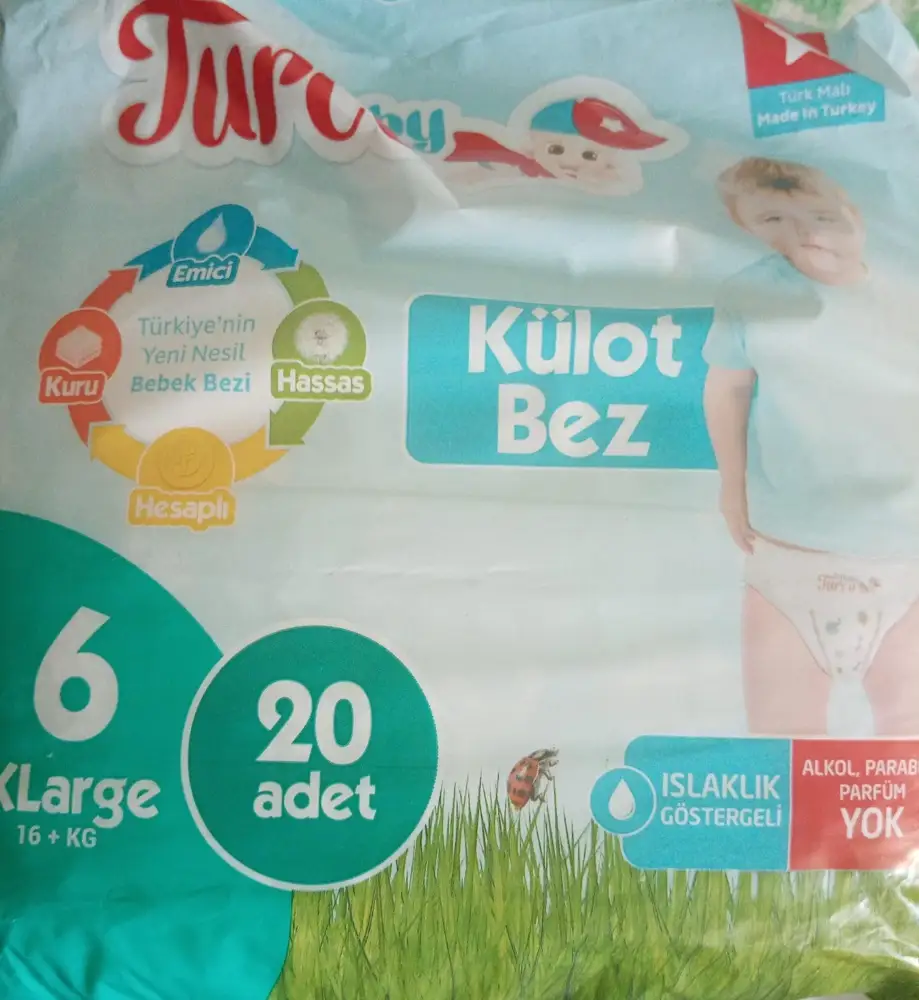 Türk Malı
Made in Turkey
Emici
Türkiye'nin
Yeni Nesil
Bebek Bezi
Kuru
Hassas
Hesaplı
Külot
Bez
6
XLarge
16 + KG
20
adet
ISLAKLIK
GÖSTERGELİ
ALKOL,
PARFÜM
YOK